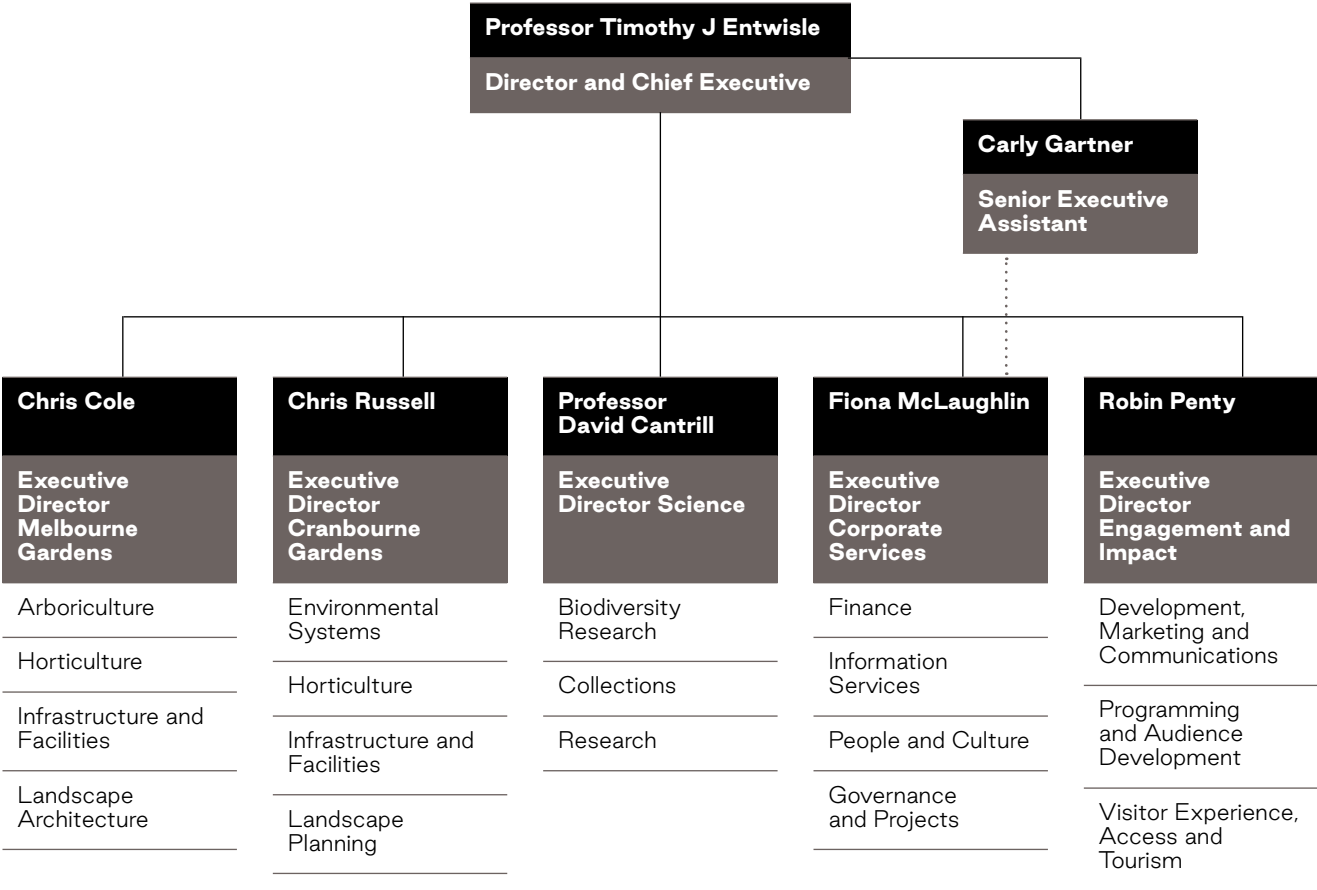 Professor Timothy J Entwisle
Director and Chief Executive
Carly Gartner
Senior Executive
Assistant
Chris Cole
Executive
Director
Melbourne
Gardens
Arboriculture
Horticulture
Infrastructure and
Facilities
Landscape
Architecture
Chris Russell
Executive
Director
Cranbourne
Gardens
Environmental
Systems
Horticulture
Infrastructure and
Facilities
Landscape
Planning
Professor
David Cantrill
Executive
Director Science
Biodiversity
Research
Collections
Research
Fiona McLaughlin
Executive
Director
Corporate
Services
Finance
Information
Services
People and Culture
Governance
and Projects
Robin Penty
Executive
Director
Engagement and
Impact
Development,
Marketing and
Communications
Programming
and Audience
Development
Visitor Experience,
Access and
Tourism